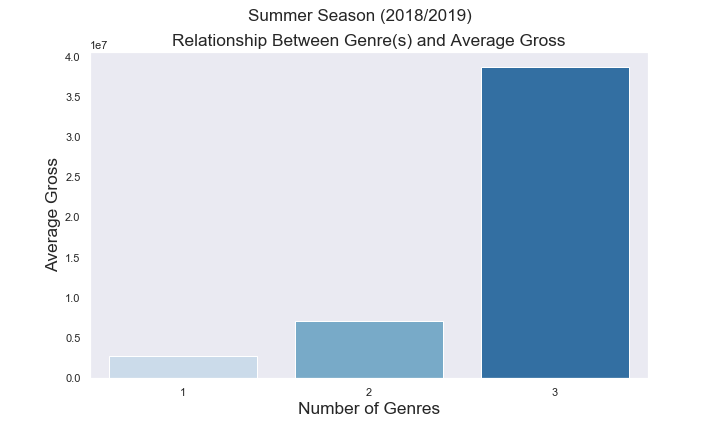 Summer Season (2018/2019)
Relationship Between Genre(s) and Average Gross
1e7
4.0
3.5
3.0
2.5
2.0
1.5
1.0
0.5
0.0
Average Gross
1 2 3
Number of Genres